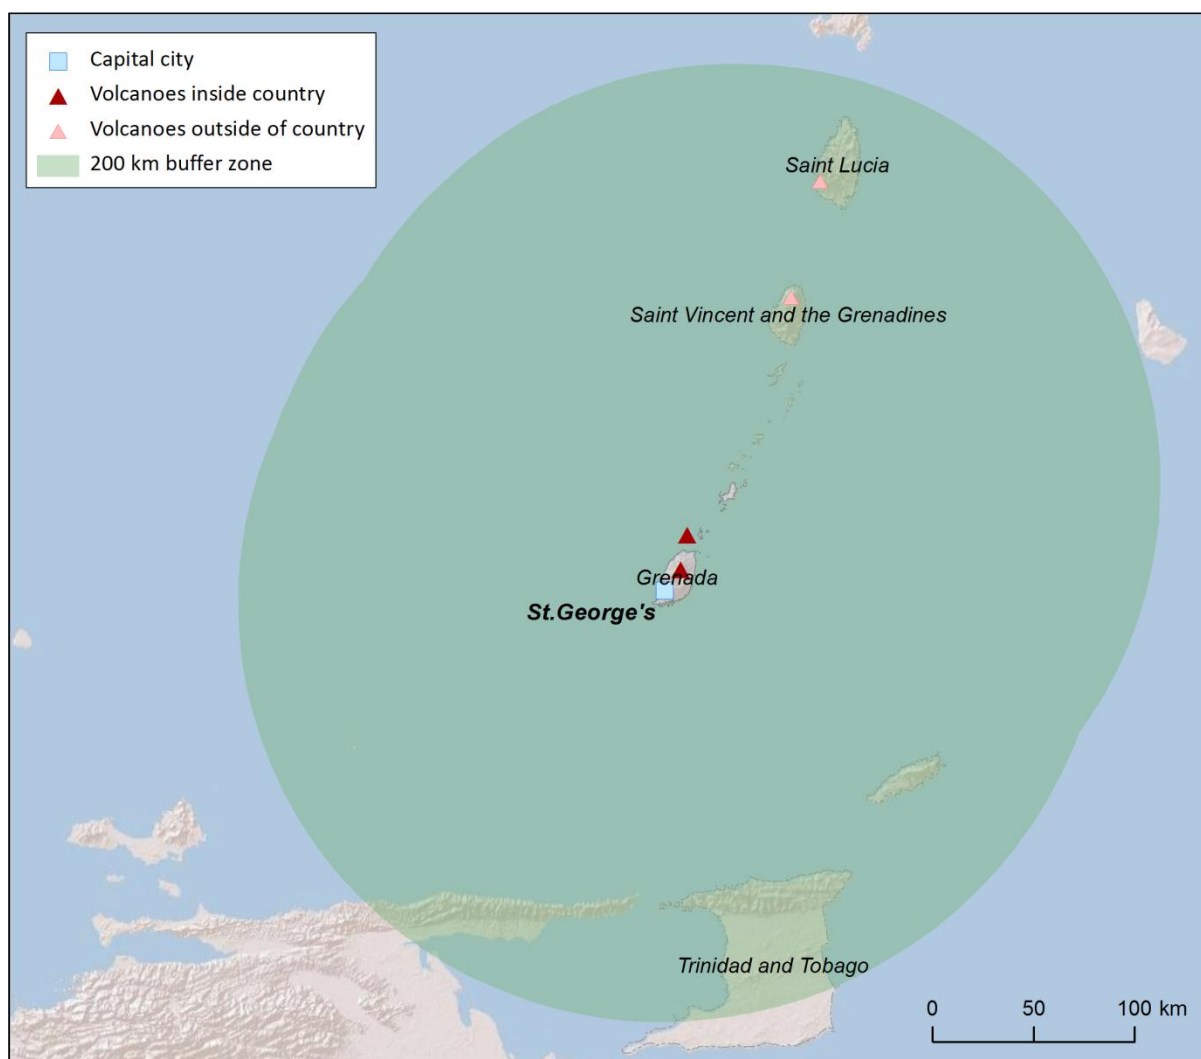 Capital city
Volcanoes inside country
Volcanoes outside of country
200 km buffer zone
Saint Lucia
Saint Vincent and the Grenadines
Grenada
St.George's
Trinidad and Tobago
0 50 100 km